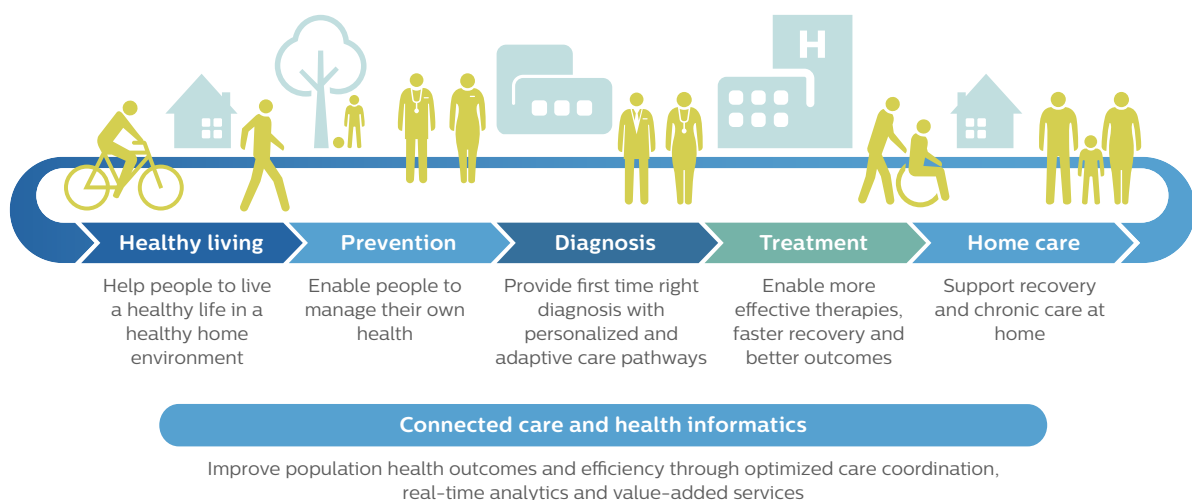 H
Healthy living
Prevention
Diagnosis
Treatment
Home care
Help people to live
a healthy life in a
healthy home
environment
Enable people to
manage their own
health
Provide first time right
diagnosis with
personalized and
adaptive care pathways
Enable more
effective therapies,
faster recovery and
better outcomes
Support recovery
and chronic care at
home
Connected care and health informatics
Improve population health outcomes and efficiency through optimized care coordination,
real-time analytics and value-added services